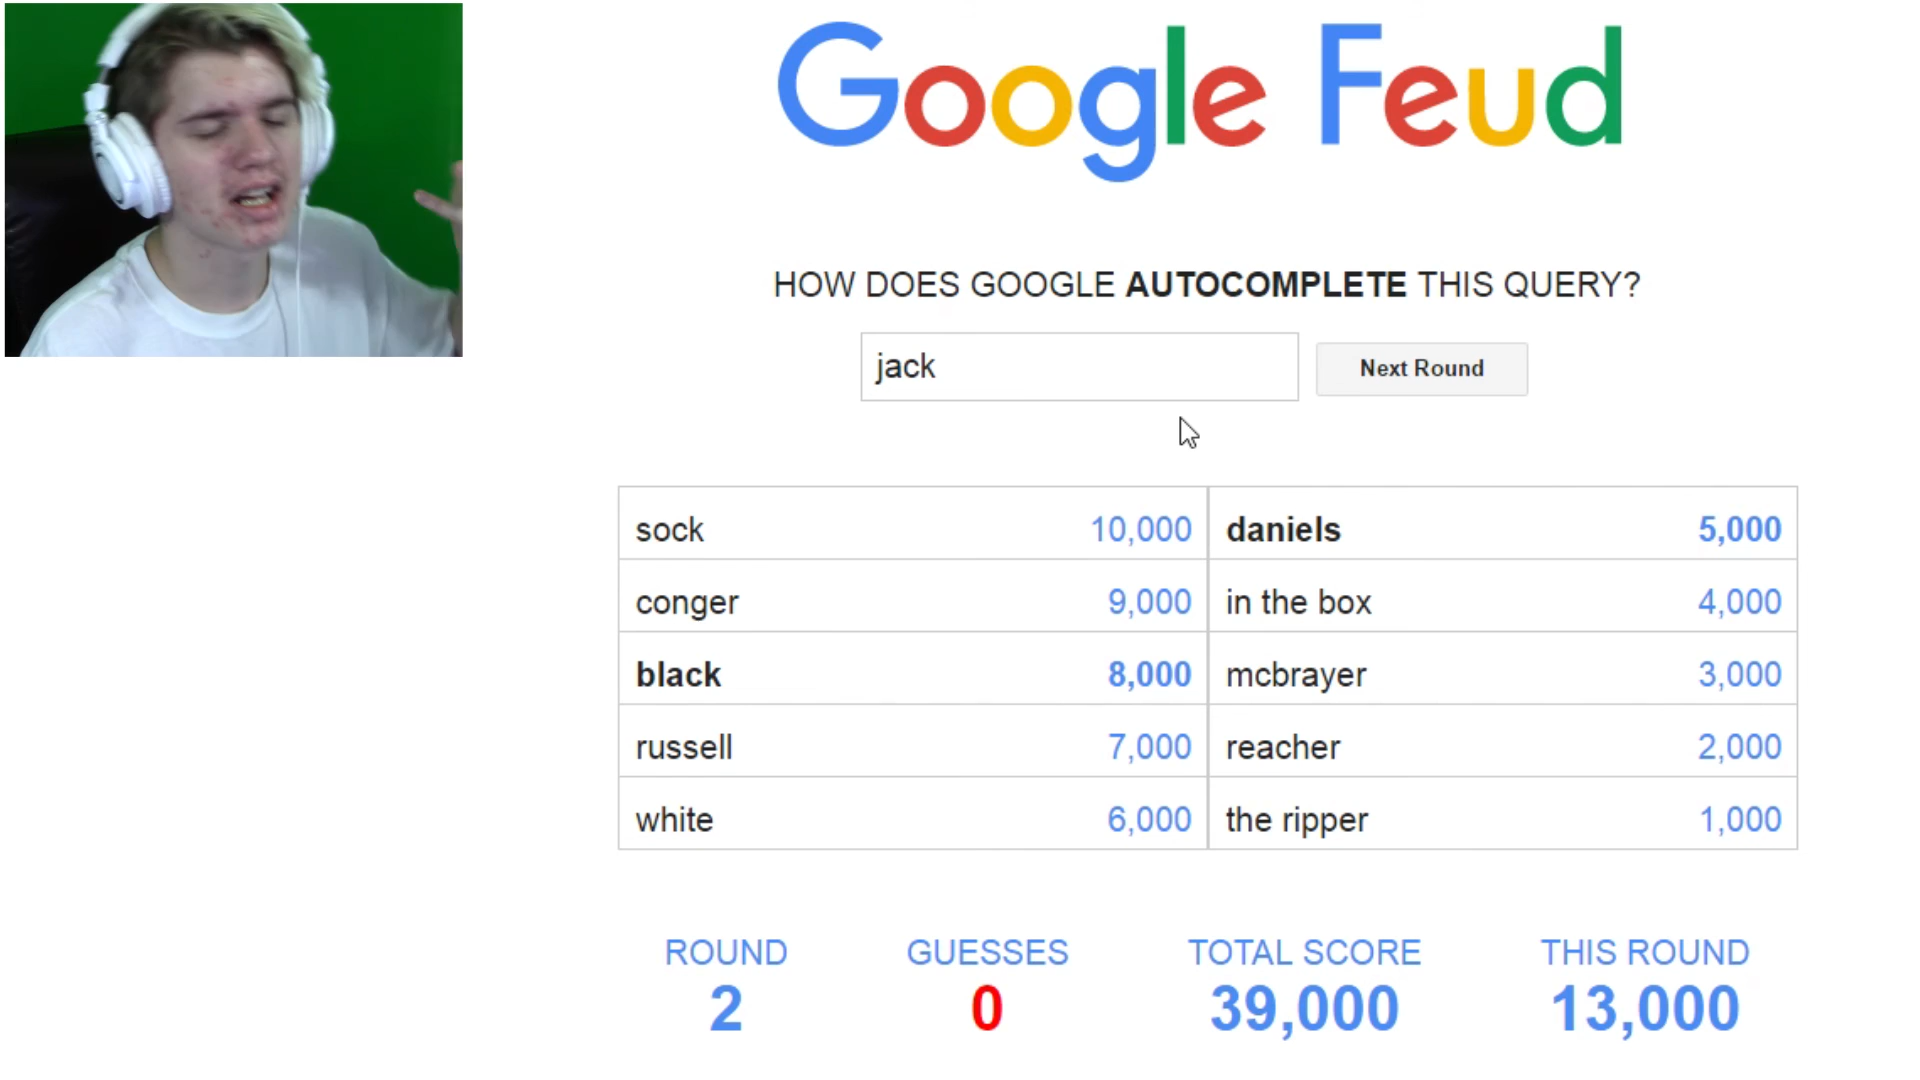 Google Feud
HOW DOES GOOGLE AUTOCOMPLETE THIS QUERY?
jack
Next Round
sock 10,000 daniels 5,000
conger 9,000 in the box 4,000
black 8,000 mcbrayer 3,000
russell 7,000 reacher 2,000
white 6,000 the ripper 1,000
ROUND GUESSES TOTAL SCORE THIS ROUND
2 0 39,000 13,000